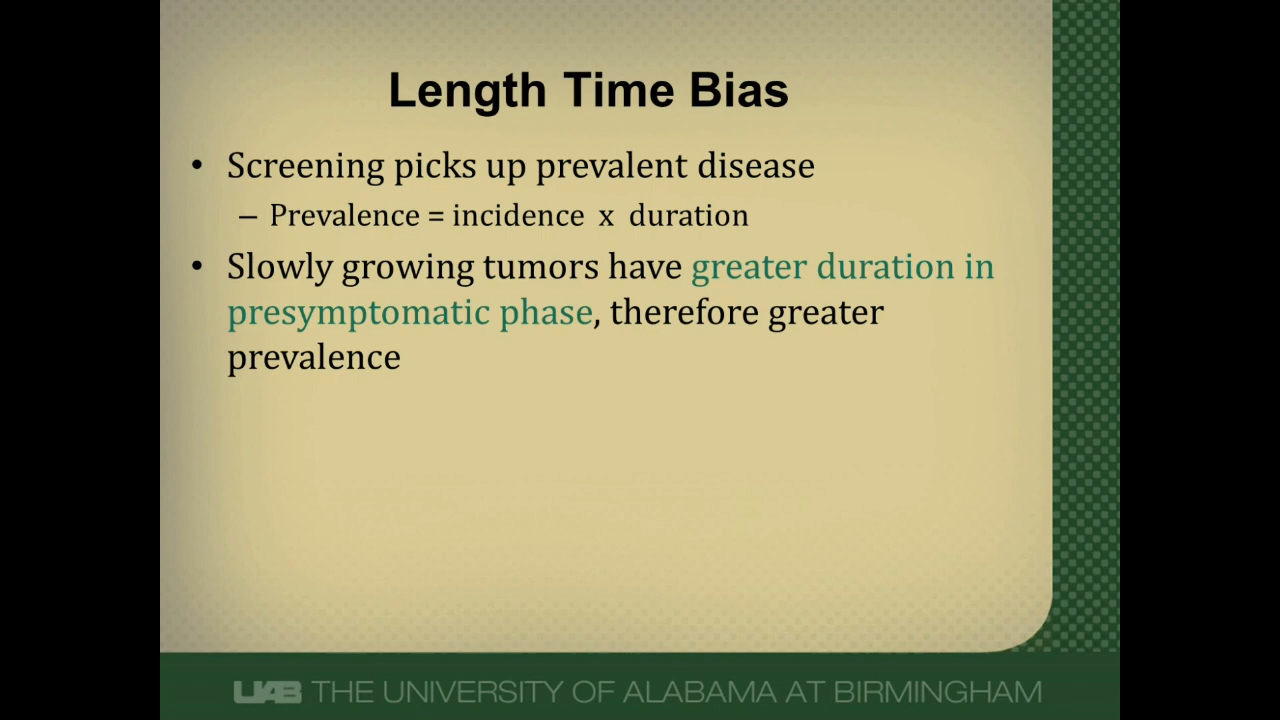 Length Time Bias
• Screening picks up prevalent disease
– Prevalence = incidence x duration
• Slowly growing tumors have greater duration in
presymptomatic phase, therefore greater
prevalence
UAB THE UNIVERSITY OF ALABAMA AT BIRMINGHAM